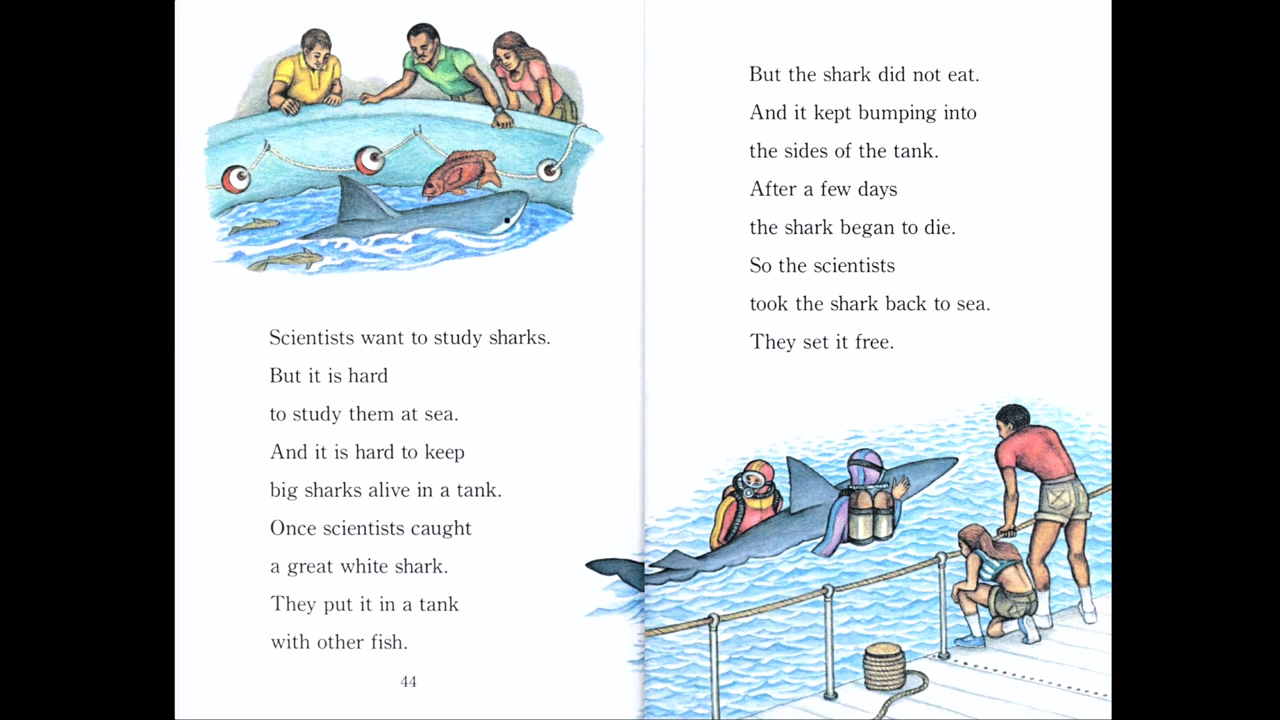 Scientists want to study sharks.
But it is hard
to study them at sea.
And it is hard to keep
big sharks alive in a tank.
Once scientists caught
a great white shark.
They put it in a tank
with other fish.
44
But the shark did not eat.
And it kept bumping into
the sides of the tank.
After a few days
the shark began to die.
So the scientists
took the shark back to sea.
They set it free.